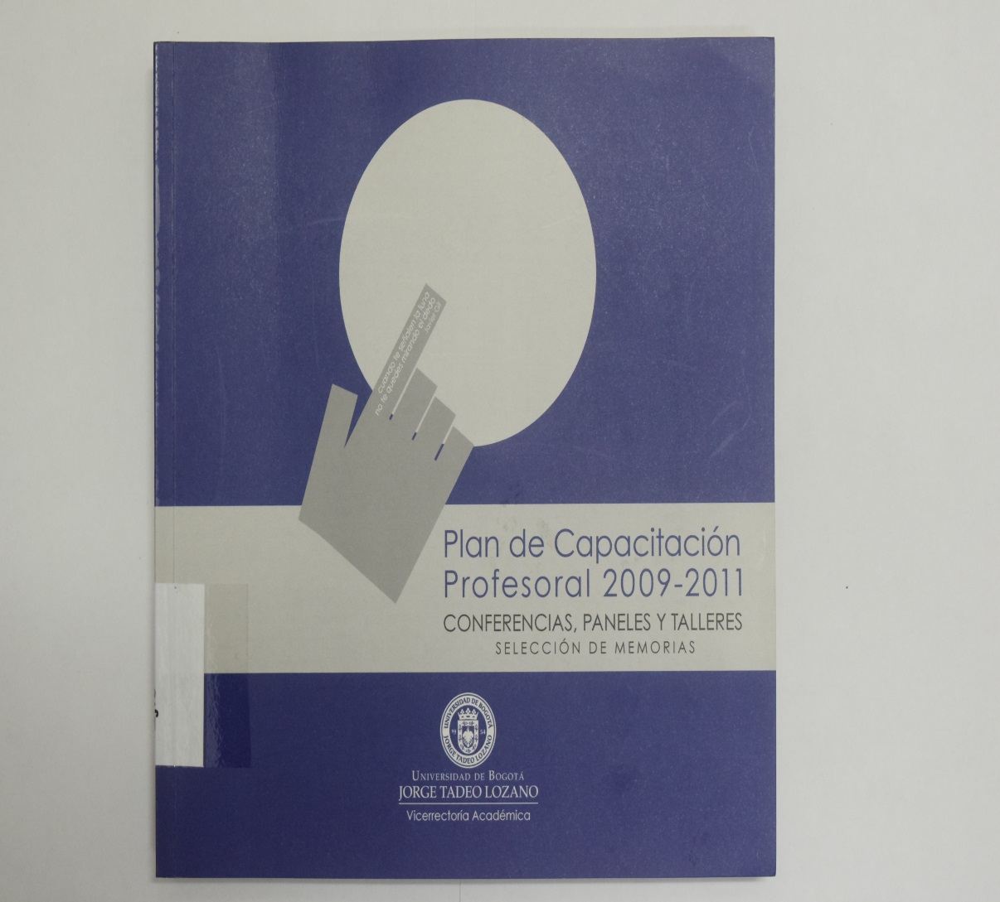 cuando te señalen la luna
no te quedes mirando el dedo
Javier Gil
Plan de Capacitación
Profesoral 2009-2011
CONFERENCIAS, PANELES Y TALLERES
SELECCIÓN DE MEMORIAS
UNIVERSIDAD DE BOGOTÁ
19 54
JORGE TADEO LOZANO
UNIVERSIDAD DE BOGOTÁ
JORGE TADEO LOZANO
Vicerrectoría Académica